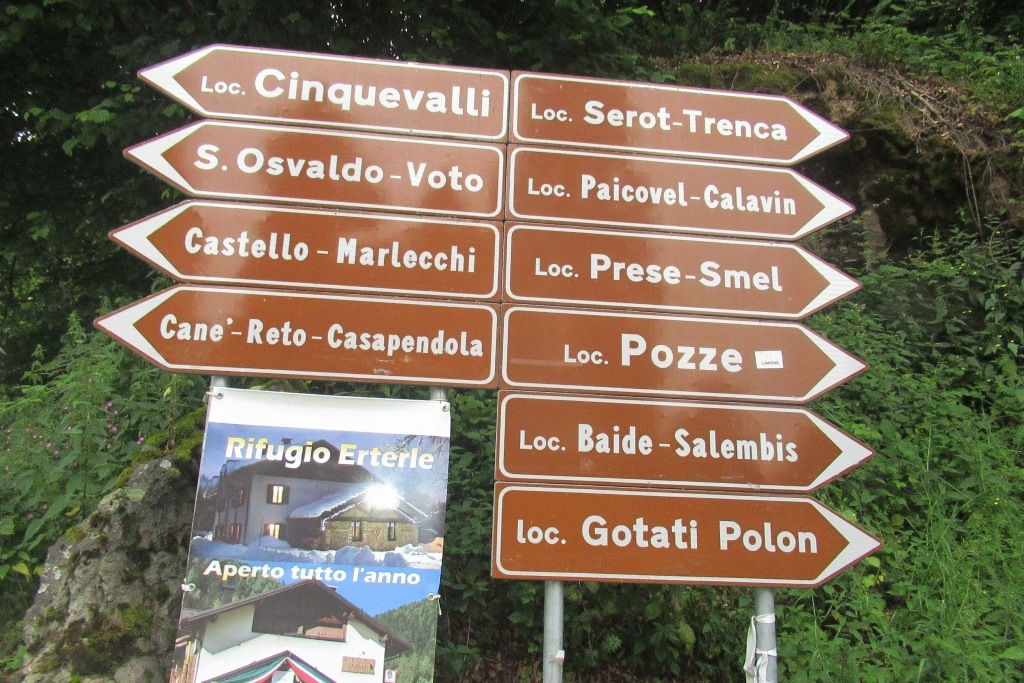 Loc. Cinquevalli
S. Osvaldo - Voto
Castello - Marlecchi
Cane' - Reto - Casapendola
Loc. Serot - Trenca
Loc. Paicovel - Calavin
Loc. Prese - Smel
Loc. Pozze
LIMONE
Loc. Baide - Salembis
loc. Gotati Polon
Rifugio Erterle
Aperto tutto l'anno